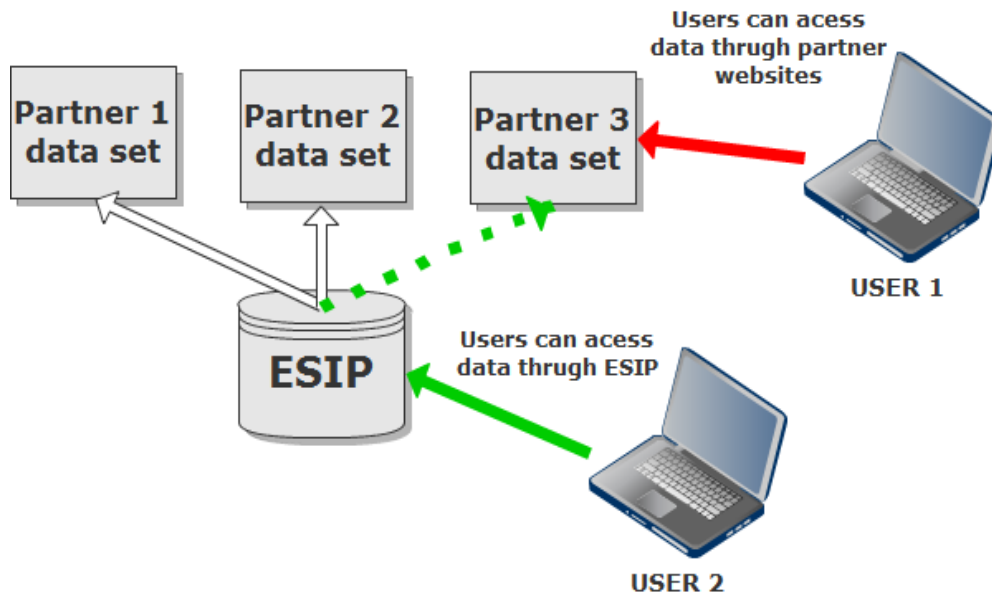 Users can acess
data thrugh partner
websites
Partner 1
data set
Partner 2
data set
Partner 3
data set
USER 1
ESIP
Users can acess
data thrugh ESIP
USER 2